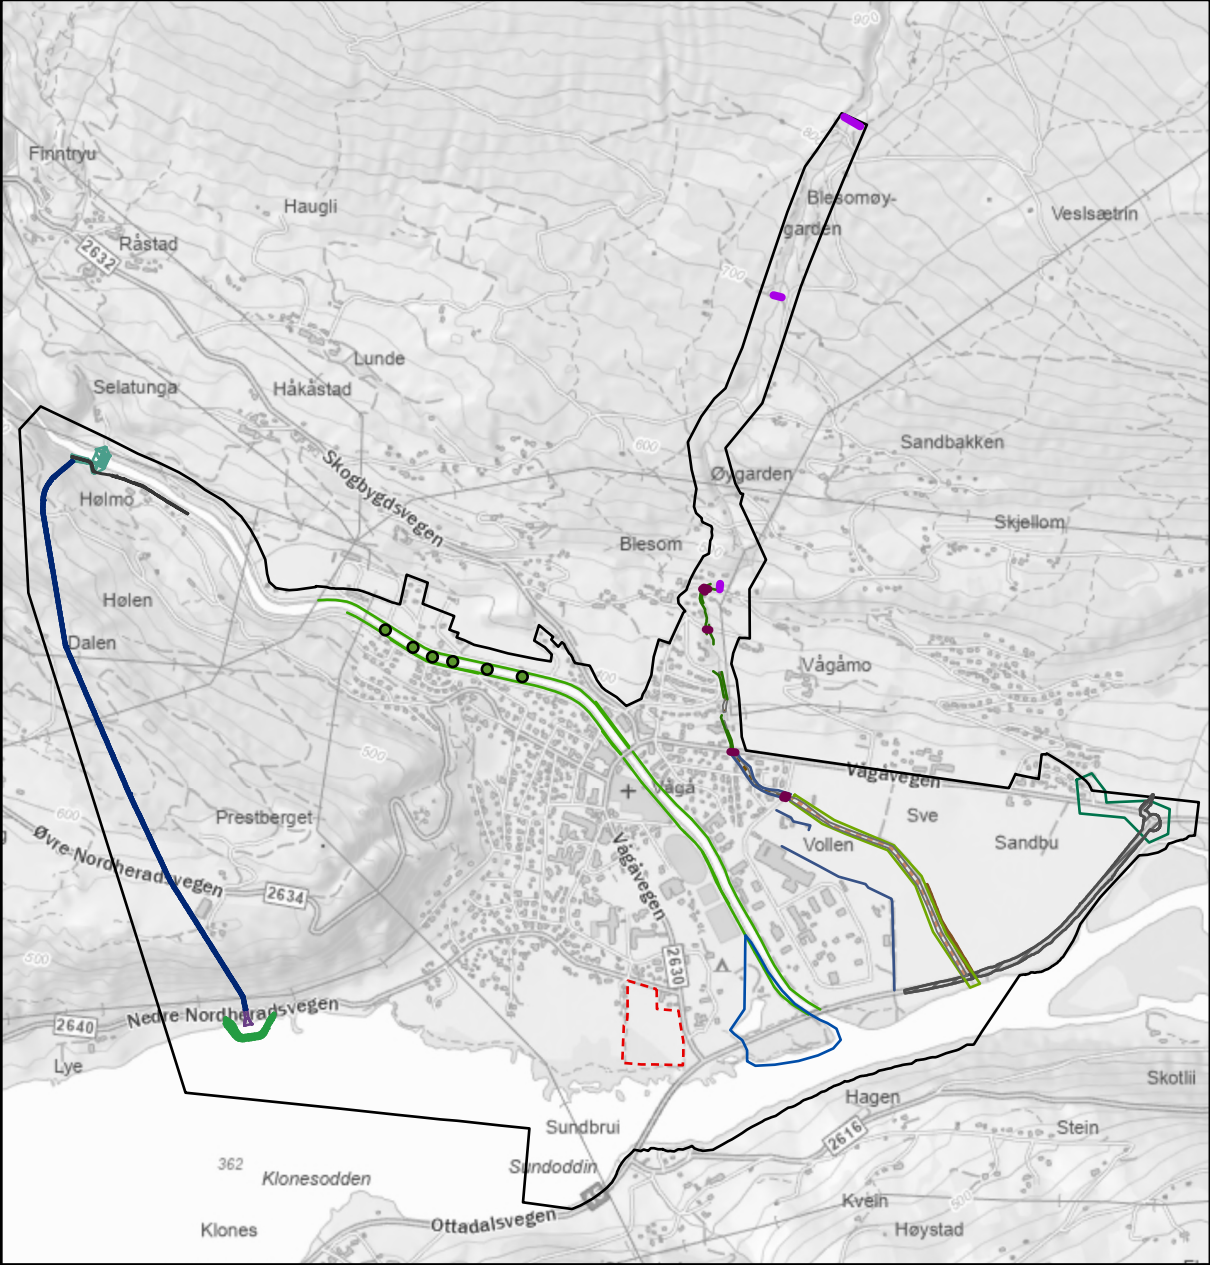 900
80
Finntryu
Haugli
Blesomøy-
garden
Veslsætrin
Råstad
2632
700
Lunde
Selatunga
Håkåstad
600
Sandbakken
Skogbygdsvegen
Øygarden
Hølmo
Skjellom
Blesom
Hølen
Dalen
Vågåmo
500
Vågåvegen
Vågå
600
Prestberget
Sve
Sandbu
Vollen
Øvre Nordheradsvegen
2634
Vågåvegen
500
2630
Nedre Nordheradsvegen
2640
Lye
Skotlii
Hagen
Sundbrui
2616
Stein
362
Klonesodden
Sundoddin
Kvein
500
Klones
Ottadalsvegen
Høystad